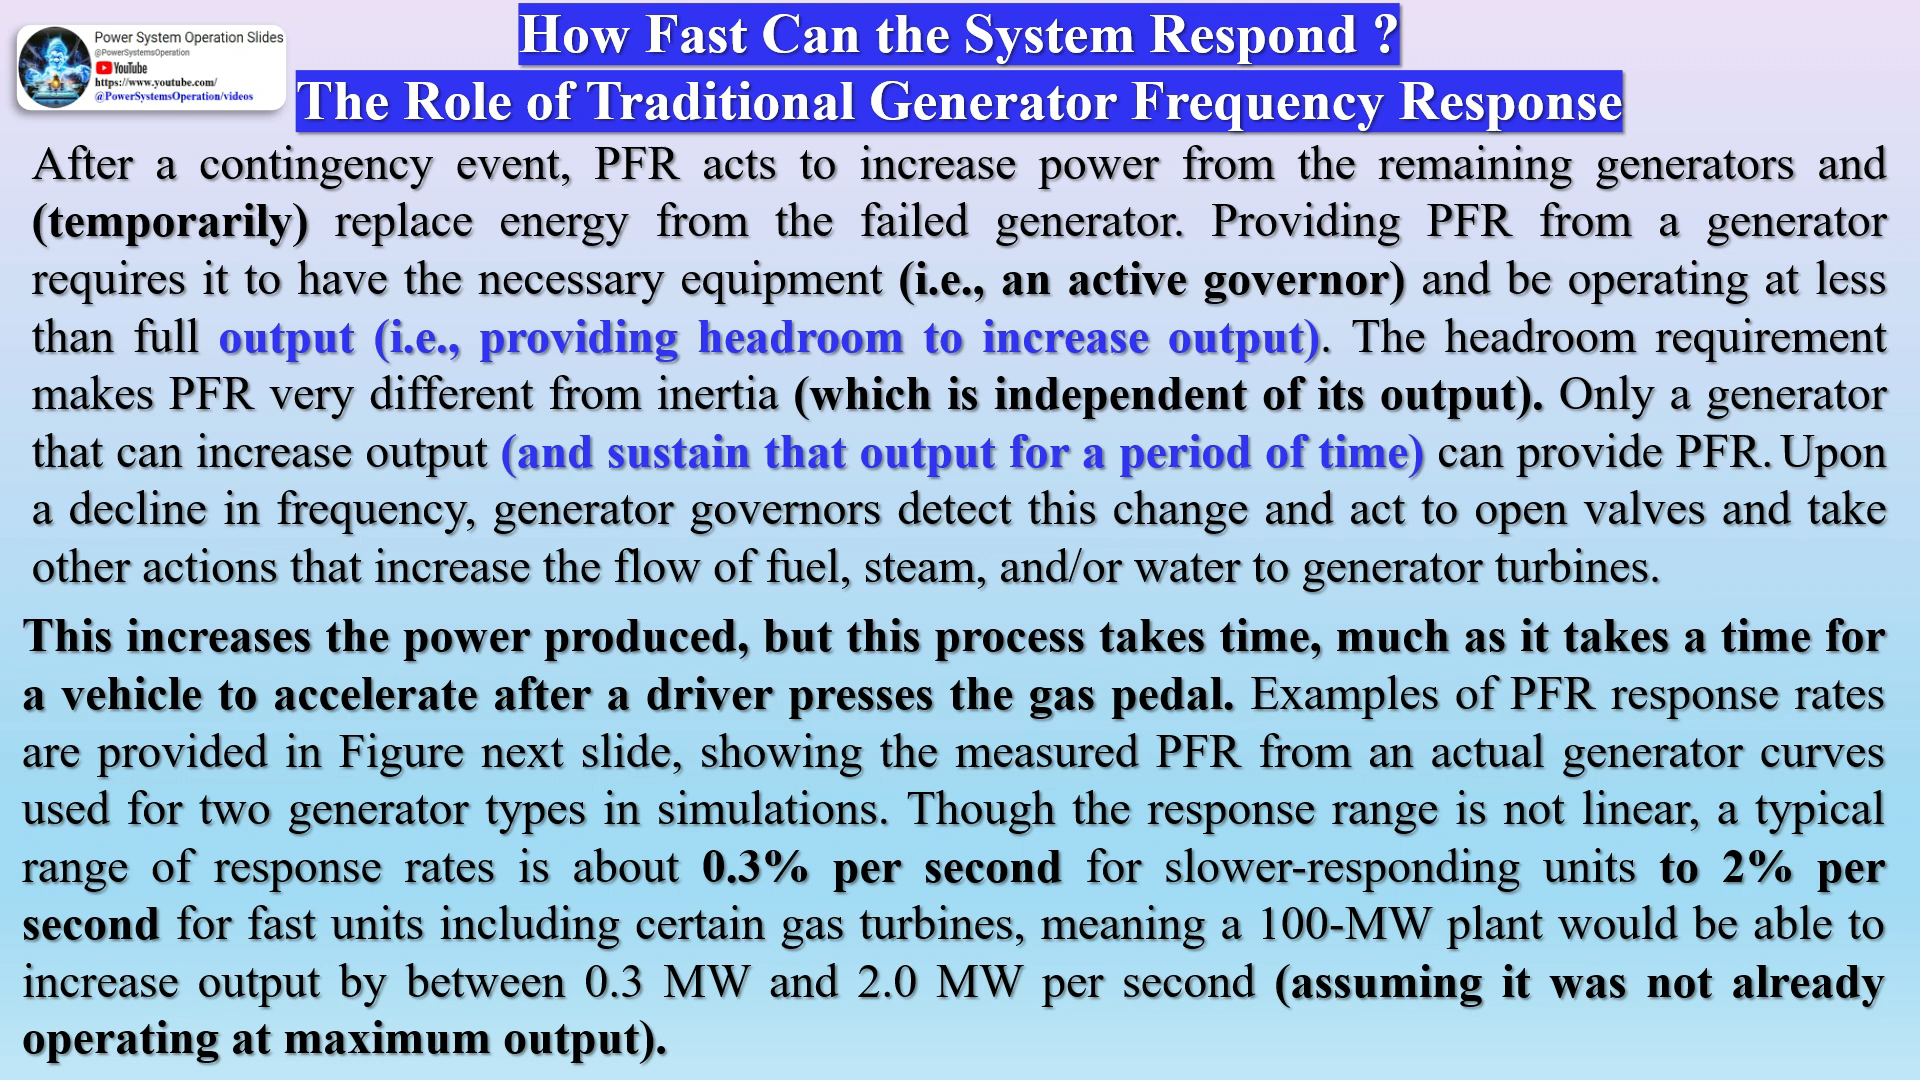 Power System Operation Slides
@PowerSystemsOperation
YouTube
https://www.youtube.com/
@PowerSystemsOperation/videos
How Fast Can the System Respond ?
The Role of Traditional Generator Frequency Response
After a contingency event, PFR acts to increase power from the remaining generators and
(temporarily) replace energy from the failed generator. Providing PFR from a generator
requires it to have the necessary equipment (i.e., an active governor) and be operating at less
than full output (i.e., providing headroom to increase output). The headroom requirement
makes PFR very different from inertia (which is independent of its output). Only a generator
that can increase output (and sustain that output for a period of time) can provide PFR. Upon
a decline in frequency, generator governors detect this change and act to open valves and take
other actions that increase the flow of fuel, steam, and/or water to generator turbines.
This increases the power produced, but this process takes time, much as it takes a time for
a vehicle to accelerate after a driver presses the gas pedal. Examples of PFR response rates
are provided in Figure next slide, showing the measured PFR from an actual generator curves
used for two generator types in simulations. Though the response range is not linear, a typical
range of response rates is about 0.3% per second for slower-responding units to 2% per
second for fast units including certain gas turbines, meaning a 100-MW plant would be able to
increase output by between 0.3 MW and 2.0 MW per second (assuming it was not already
operating at maximum output).